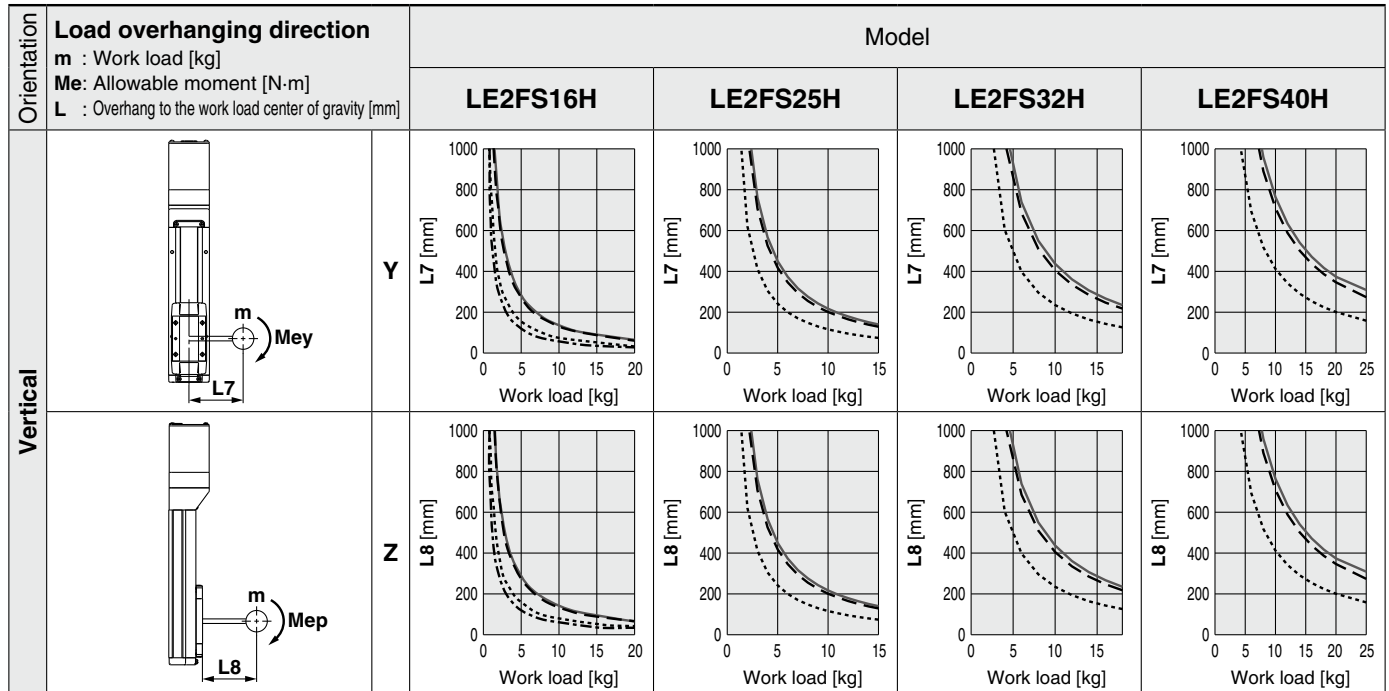 Orientation
Load overhanging direction
m : Work load [kg]
Me: Allowable moment [N·m]
L : Overhang to the work load center of gravity [mm]
Model
LE2FS16H
LE2FS25H
LE2FS32H
LE2FS40H
Vertical
m
Mey
L7
Y
L7 [mm]
1000
800
600
400
200
0
0 5 10 15 20
Work load [kg]
L7 [mm]
1000
800
600
400
200
0
0 5 10 15
Work load [kg]
L7 [mm]
1000
800
600
400
200
0
0 5 10 15
Work load [kg]
L7 [mm]
1000
800
600
400
200
0
0 5 10 15 20 25
Work load [kg]
m
Mep
L8
Z
L8 [mm]
1000
800
600
400
200
0
0 5 10 15 20
Work load [kg]
L8 [mm]
1000
800
600
400
200
0
0 5 10 15
Work load [kg]
L8 [mm]
1000
800
600
400
200
0
0 5 10 15
Work load [kg]
L8 [mm]
1000
800
600
400
200
0
0 5 10 15 20 25
Work load [kg]